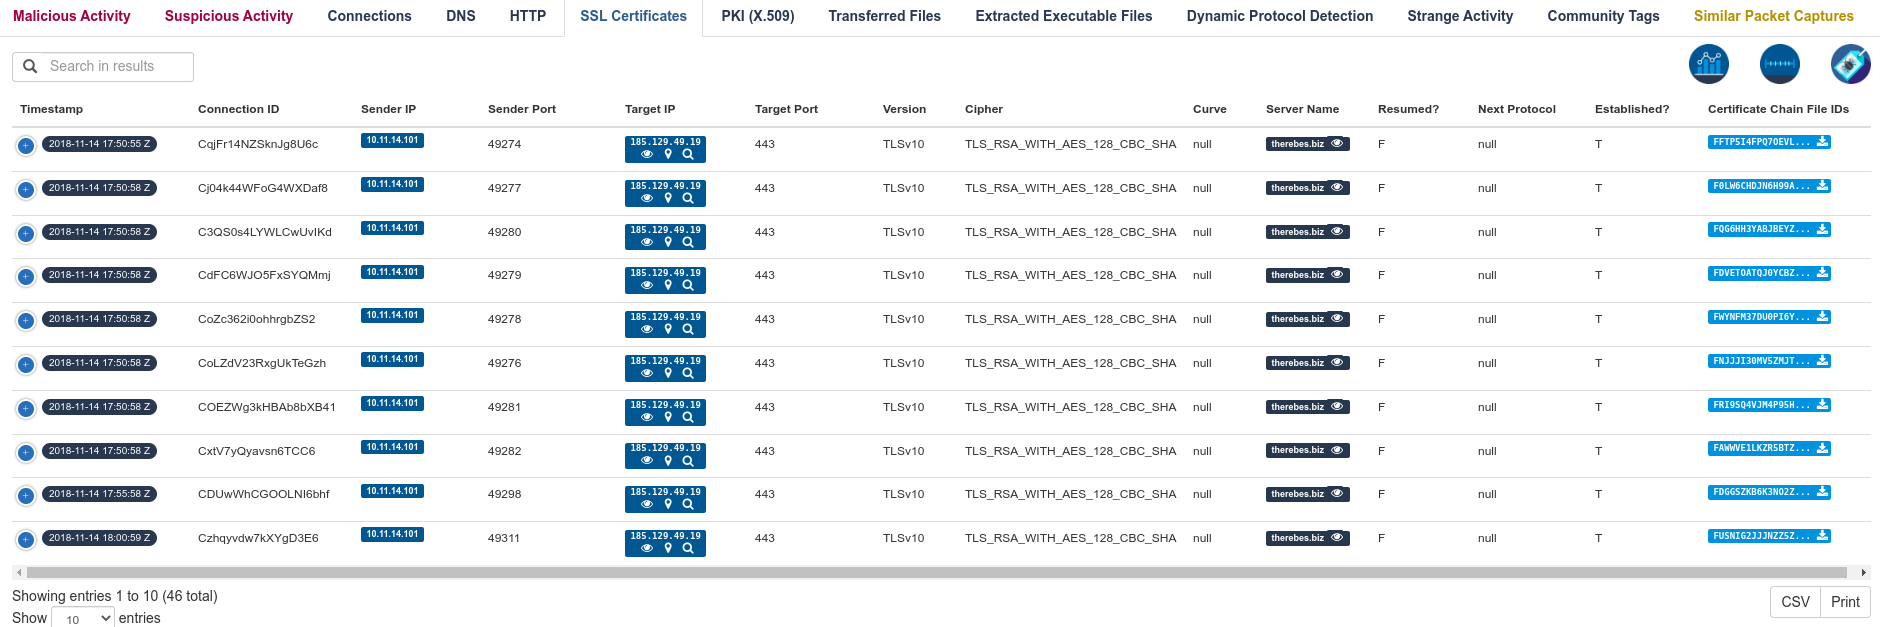 Malicious Activity Suspicious Activity Connections DNS HTTP SSL Certificates PKI (X.509) Transferred Files Extracted Executable Files Dynamic Protocol Detection Strange Activity Community Tags Similar Packet Captures
Search in results
Timestamp Connection ID Sender IP Sender Port Target IP Target Port Version Cipher Curve Server Name Resumed? Next Protocol Established? Certificate Chain File IDs
2018-11-14 17:50:55 Z CqjFr14NZSknJg8U6c 10.11.14.101 49274 185.129.49.19 443 TLSv10 TLS_RSA_WITH_AES_128_CBC_SHA null therebes.biz F null T FFTP5I4FPQ7OEVL...
2018-11-14 17:50:58 Z Cj04k44WFoG4WXDaf8 10.11.14.101 49277 185.129.49.19 443 TLSv10 TLS_RSA_WITH_AES_128_CBC_SHA null therebes.biz F null T F0LW6CHDJN6H99A...
2018-11-14 17:50:58 Z C3QS0s4LYWLCwUvIKd 10.11.14.101 49280 185.129.49.19 443 TLSv10 TLS_RSA_WITH_AES_128_CBC_SHA null therebes.biz F null T FQG6HH3YABJBEYZ...
2018-11-14 17:50:58 Z CdFC6WJO5FxSYQMmj 10.11.14.101 49279 185.129.49.19 443 TLSv10 TLS_RSA_WITH_AES_128_CBC_SHA null therebes.biz F null T FDVETOATQJ0YCBZ...
2018-11-14 17:50:58 Z CoZc362i0ohhrgbZS2 10.11.14.101 49278 185.129.49.19 443 TLSv10 TLS_RSA_WITH_AES_128_CBC_SHA null therebes.biz F null T FWYNFM37DU0PI6Y...
2018-11-14 17:50:58 Z CoLZdV23RxgUkTeGzh 10.11.14.101 49276 185.129.49.19 443 TLSv10 TLS_RSA_WITH_AES_128_CBC_SHA null therebes.biz F null T FNJJJI30MV5ZMJT...
2018-11-14 17:50:58 Z COEZWg3kHBAb8bXB41 10.11.14.101 49281 185.129.49.19 443 TLSv10 TLS_RSA_WITH_AES_128_CBC_SHA null therebes.biz F null T FRI9SQ4VJM4P95H...
2018-11-14 17:50:58 Z CxtV7yQyavsn6TCC6 10.11.14.101 49282 185.129.49.19 443 TLSv10 TLS_RSA_WITH_AES_128_CBC_SHA null therebes.biz F null T FAWWVE1LKZR5BTZ...
2018-11-14 17:55:58 Z CDUwWhCGOOLNI6bhf 10.11.14.101 49298 185.129.49.19 443 TLSv10 TLS_RSA_WITH_AES_128_CBC_SHA null therebes.biz F null T FDGGSZKB6K3NO2Z...
2018-11-14 18:00:59 Z Czhqyvdw7kXYgD3E6 10.11.14.101 49311 185.129.49.19 443 TLSv10 TLS_RSA_WITH_AES_128_CBC_SHA null therebes.biz F null T FUSNIG2JJJNZZ5Z...
Showing entries 1 to 10 (46 total) CSV Print
Show 10 entries